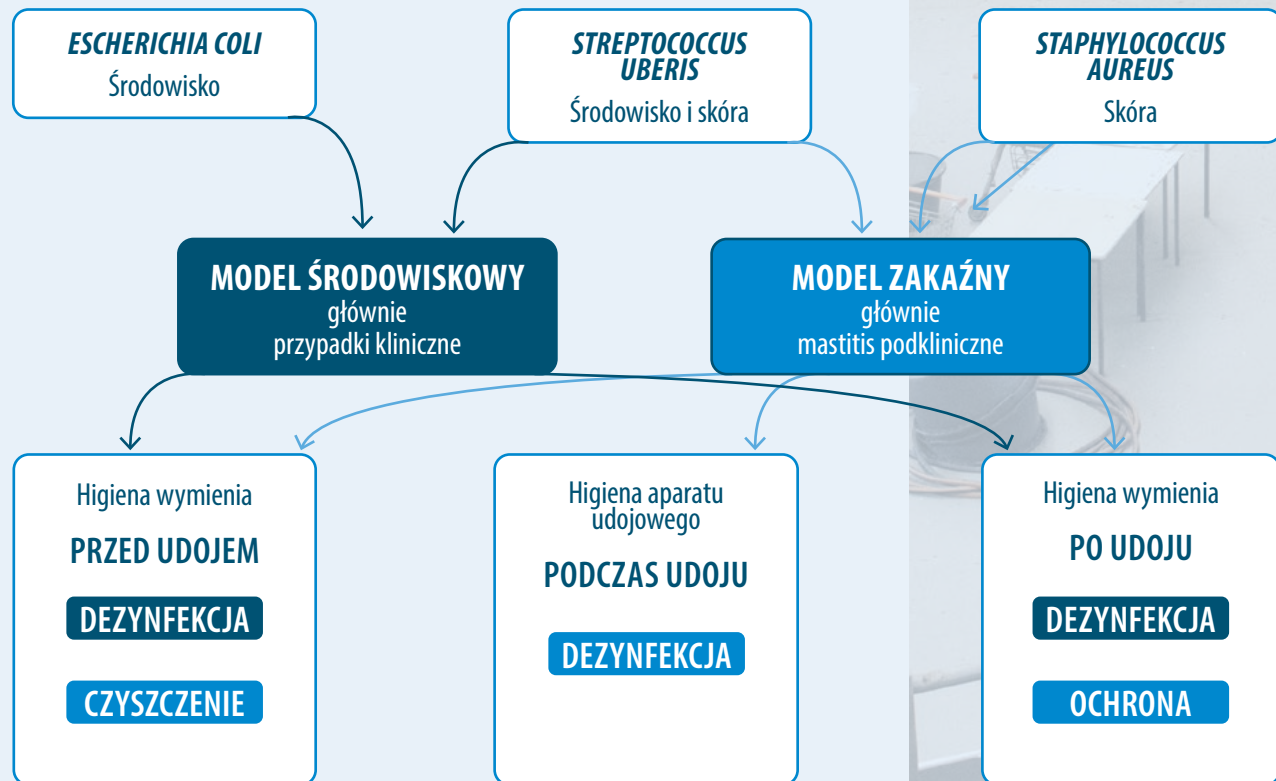 ESCHERICHIA COLI
Środowisko
STREPTOCOCCUS
UBERIS
Środowisko i skóra
STAPHYLOCOCCUS
AUREUS
Skóra
MODEL ŚRODOWISKOWY
głównie
przypadki kliniczne
MODEL ZAKAŹNY
głównie
mastitis podkliniczne
Higiena wymienia
PRZED UDOJEM
DEZYNFEKCJA
CZYSZCZENIE
Higiena aparatu
udojowego
PODCZAS UDOJU
DEZYNFEKCJA
Higiena wymienia
PO UDOJU
DEZYNFEKCJA
OCHRONA